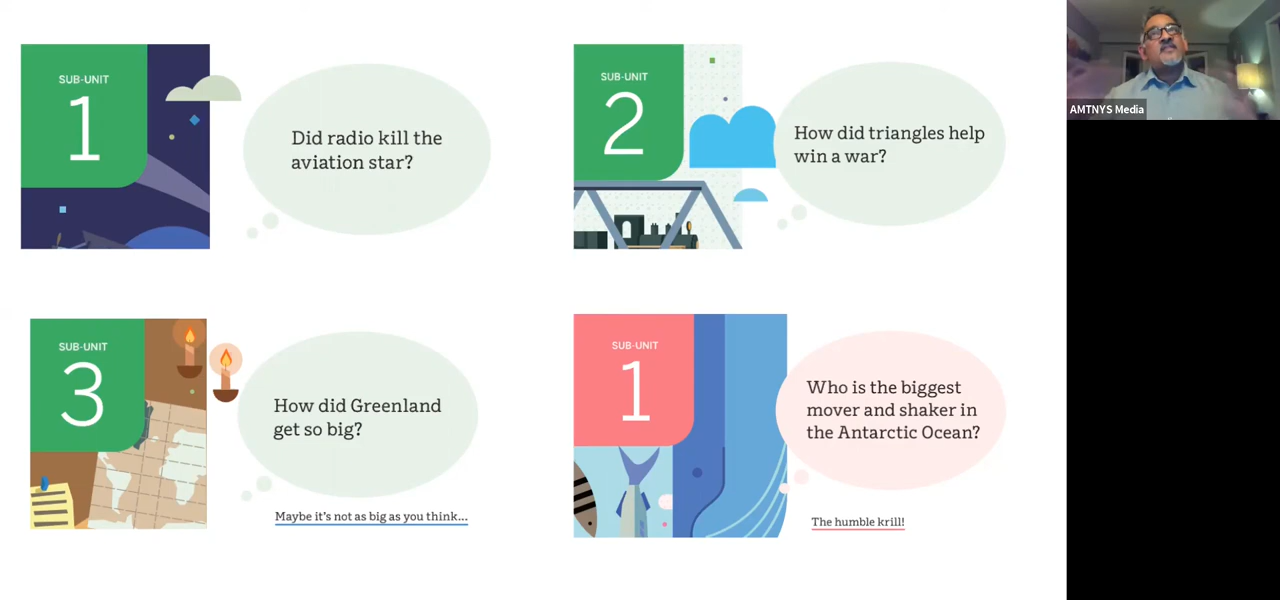 SUB-UNIT
1
Did radio kill the
aviation star?
SUB-UNIT
2
How did triangles help
win a war?
AMTNYS Media
SUB-UNIT
3
How did Greenland
get so big?
Maybe it's not as big as you think...
SUB-UNIT
1
Who is the biggest
mover and shaker in
the Antarctic Ocean?
The humble krill!